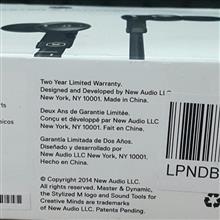 Two Year Limited Warranty.
Designed and Developed by New Audio LLC
New York, NY 10001. Made in China.
Deux Ans de Garantie Limitée.
Conçu et développé par New Audio LLC.
New York, NY 10001. Fait en China.
Garantía Limitada de Dos Años.
Diseñado y desarrollado por
New Audio LLC New York, NY 10001.
Hecho en China.
© Copyright 2014 New Audio LLC.
All rights reserved. Master & Dynamic,
The Stylized M logo and Sound Tools for
Creative Minds are trademarks
of New Audio LLC. Patents Pending.
LPNDB